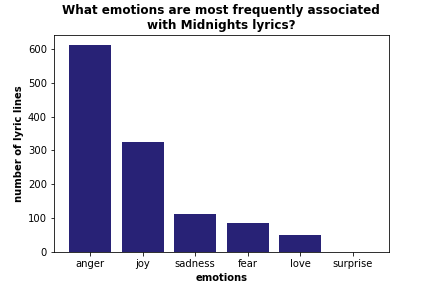 What emotions are most frequently associated
with Midnights lyrics?
600
500
400
300
200
100
0
number of lyric lines
anger joy sadness fear love surprise
emotions